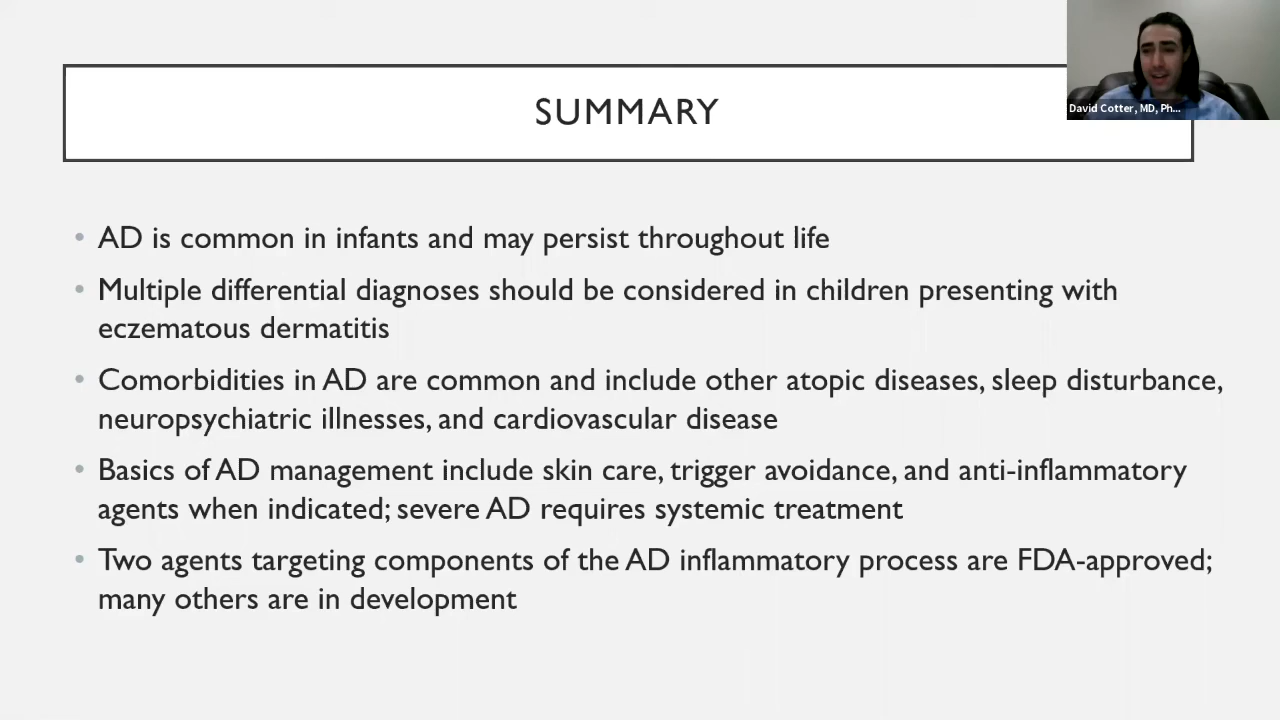 SUMMARY
David Cotter, MD, Ph...
• AD is common in infants and may persist throughout life
• Multiple differential diagnoses should be considered in children presenting with
eczematous dermatitis
• Comorbidities in AD are common and include other atopic diseases, sleep disturbance,
neuropsychiatric illnesses, and cardiovascular disease
• Basics of AD management include skin care, trigger avoidance, and anti-inflammatory
agents when indicated; severe AD requires systemic treatment
• Two agents targeting components of the AD inflammatory process are FDA-approved;
many others are in development